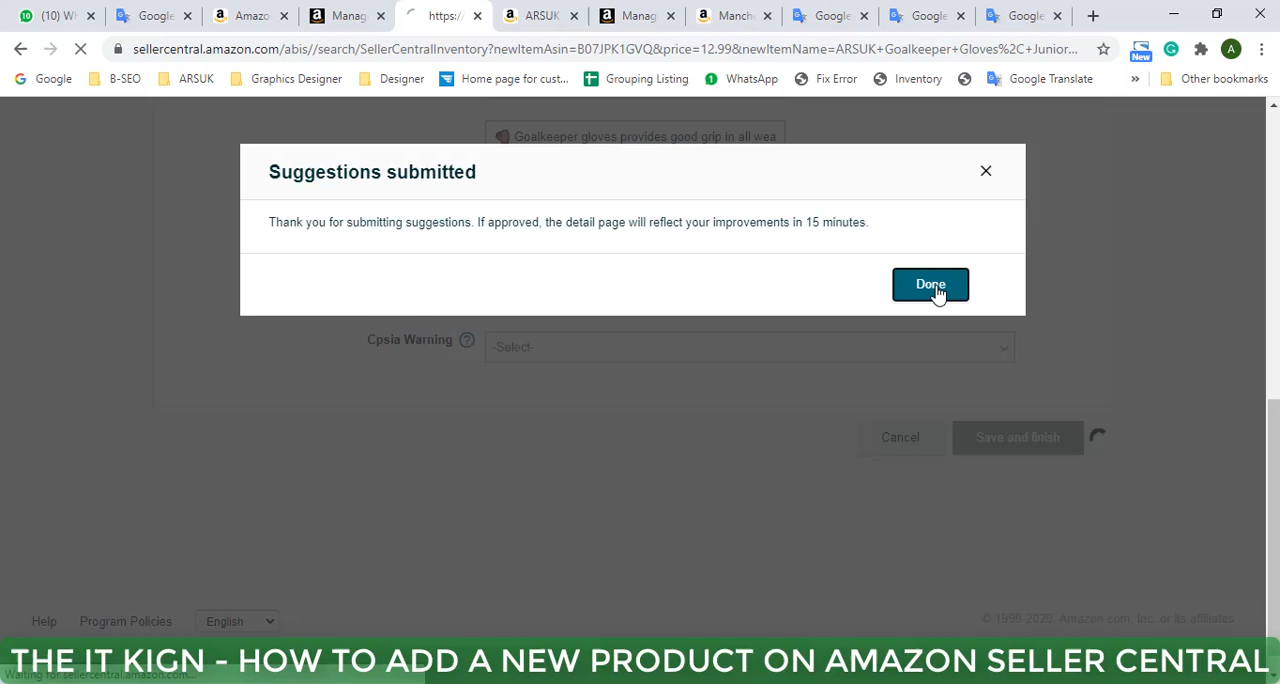 (10) Wh
Google
Amazo
Manag
https:/
ARSUK
Manag
Manch
Google
Google
Google
sellercentral.amazon.com/abis//search/SellerCentralInventory?newItemAsin=B07JPK1GVQ&price=12.99&newItemName=ARSUK+Goalkeeper+Gloves%2C+Junior...
New
A
Google
B-SEO
ARSUK
Graphics Designer
Designer
Home page for cust...
Grouping Listing
WhatsApp
Fix Error
Inventory
Google Translate
»
Other bookmarks
Goalkeeper gloves provides good grip in all wea
Suggestions submitted
Thank you for submitting suggestions. If approved, the detail page will reflect your improvements in 15 minutes.
Done
Cpsia Warning
-Select-
Cancel
Save and finish
Help
Program Policies
English
© 1995-2020, Amazon.com, Inc. or its affiliates
THE IT KIGN - HOW TO ADD A NEW PRODUCT ON AMAZON SELLER CENTRAL
Waiting for sellercentral.amazon.com...